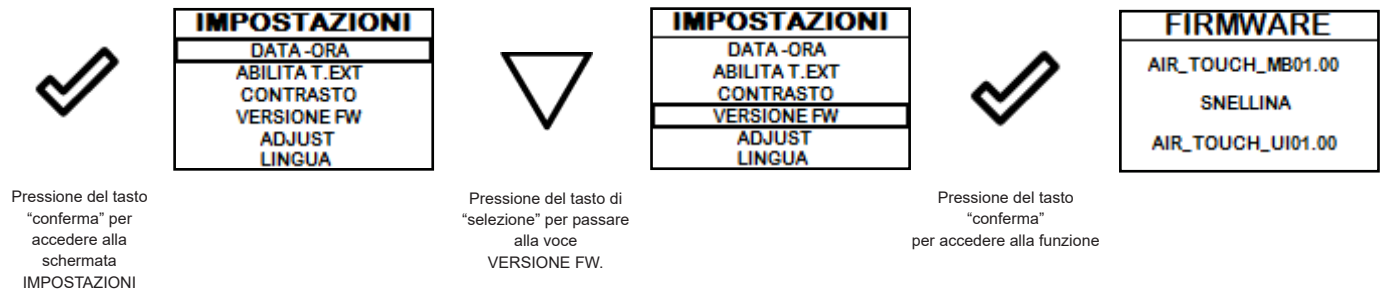 IMPOSTAZIONI
DATA -ORA
ABILITA T.EXT
CONTRASTO
VERSIONE FW
ADJUST
LINGUA
Pressione del tasto
“conferma” per
accedere alla
schermata
IMPOSTAZIONI
Pressione del tasto di
“selezione” per passare
alla voce
VERSIONE FW.
IMPOSTAZIONI
DATA -ORA
ABILITA T.EXT
CONTRASTO
VERSIONE FW
ADJUST
LINGUA
Pressione del tasto
“conferma”
per accedere alla funzione
FIRMWARE
AIR_TOUCH_MB01.00
SNELLINA
AIR_TOUCH_UI01.00